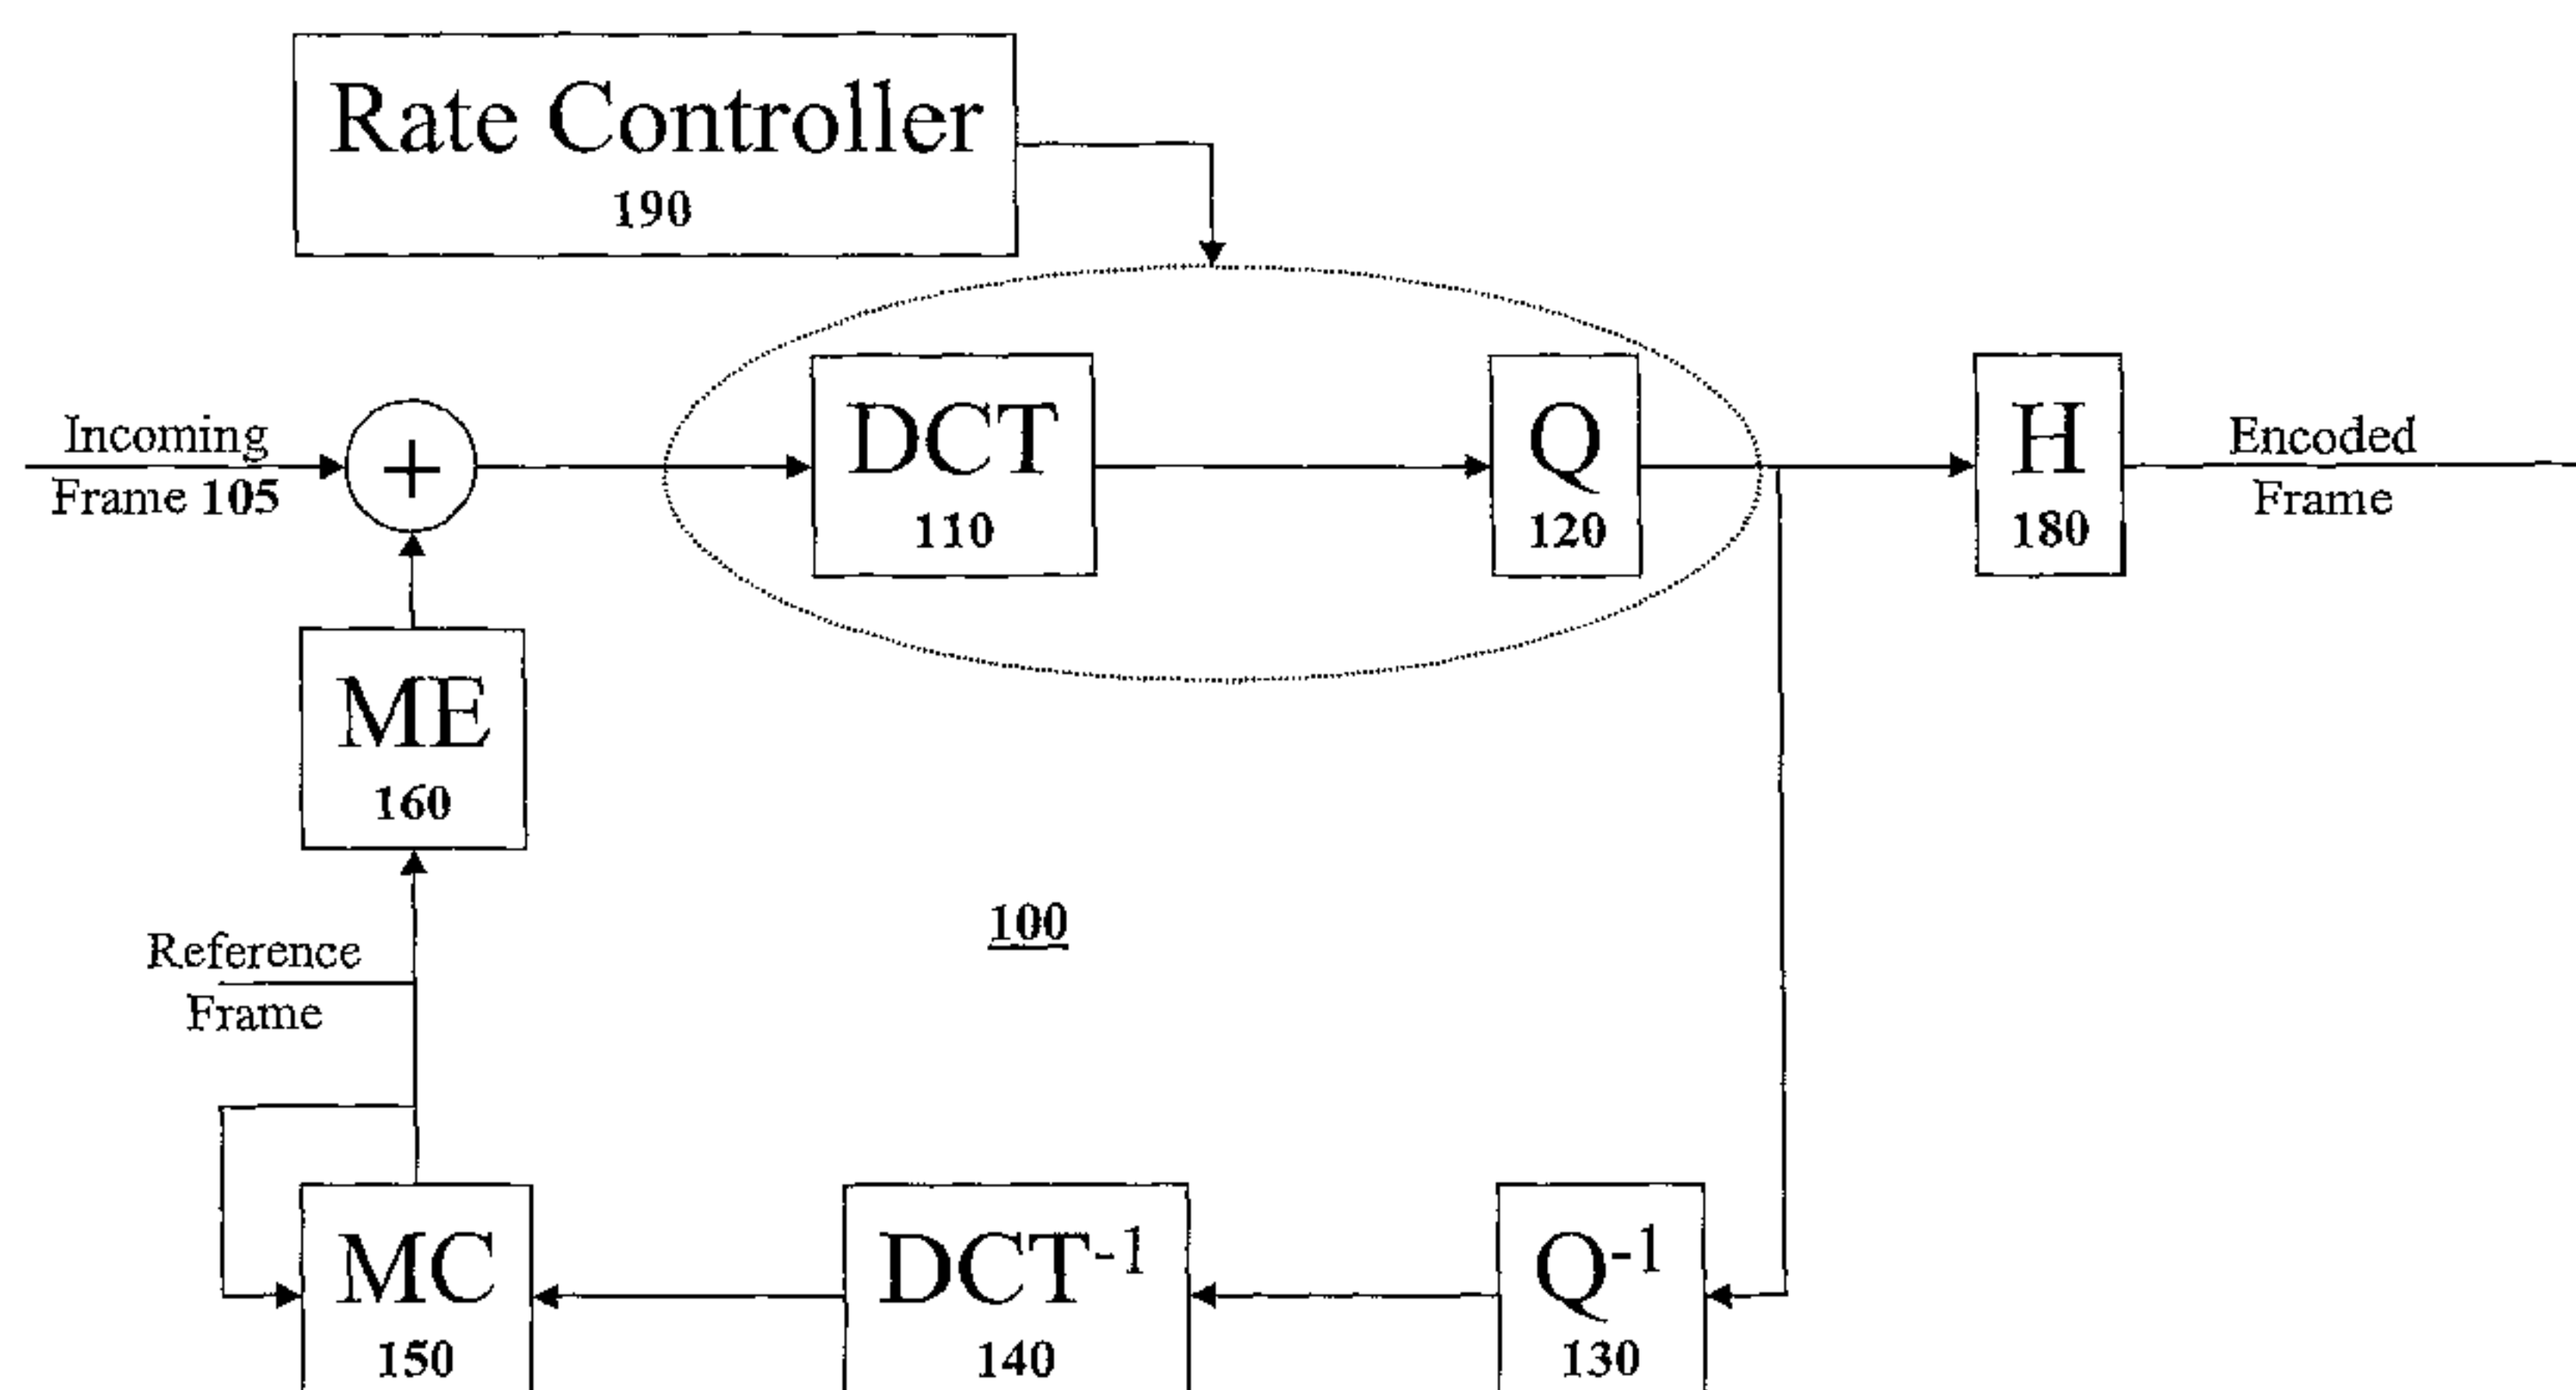 Rate Controller
190
Incoming
Frame 105
+
DCT
110
Q
120
H
180
Encoded
Frame
ME
160
100
Reference
Frame
MC
150
DCT-1
140
Q-1
130